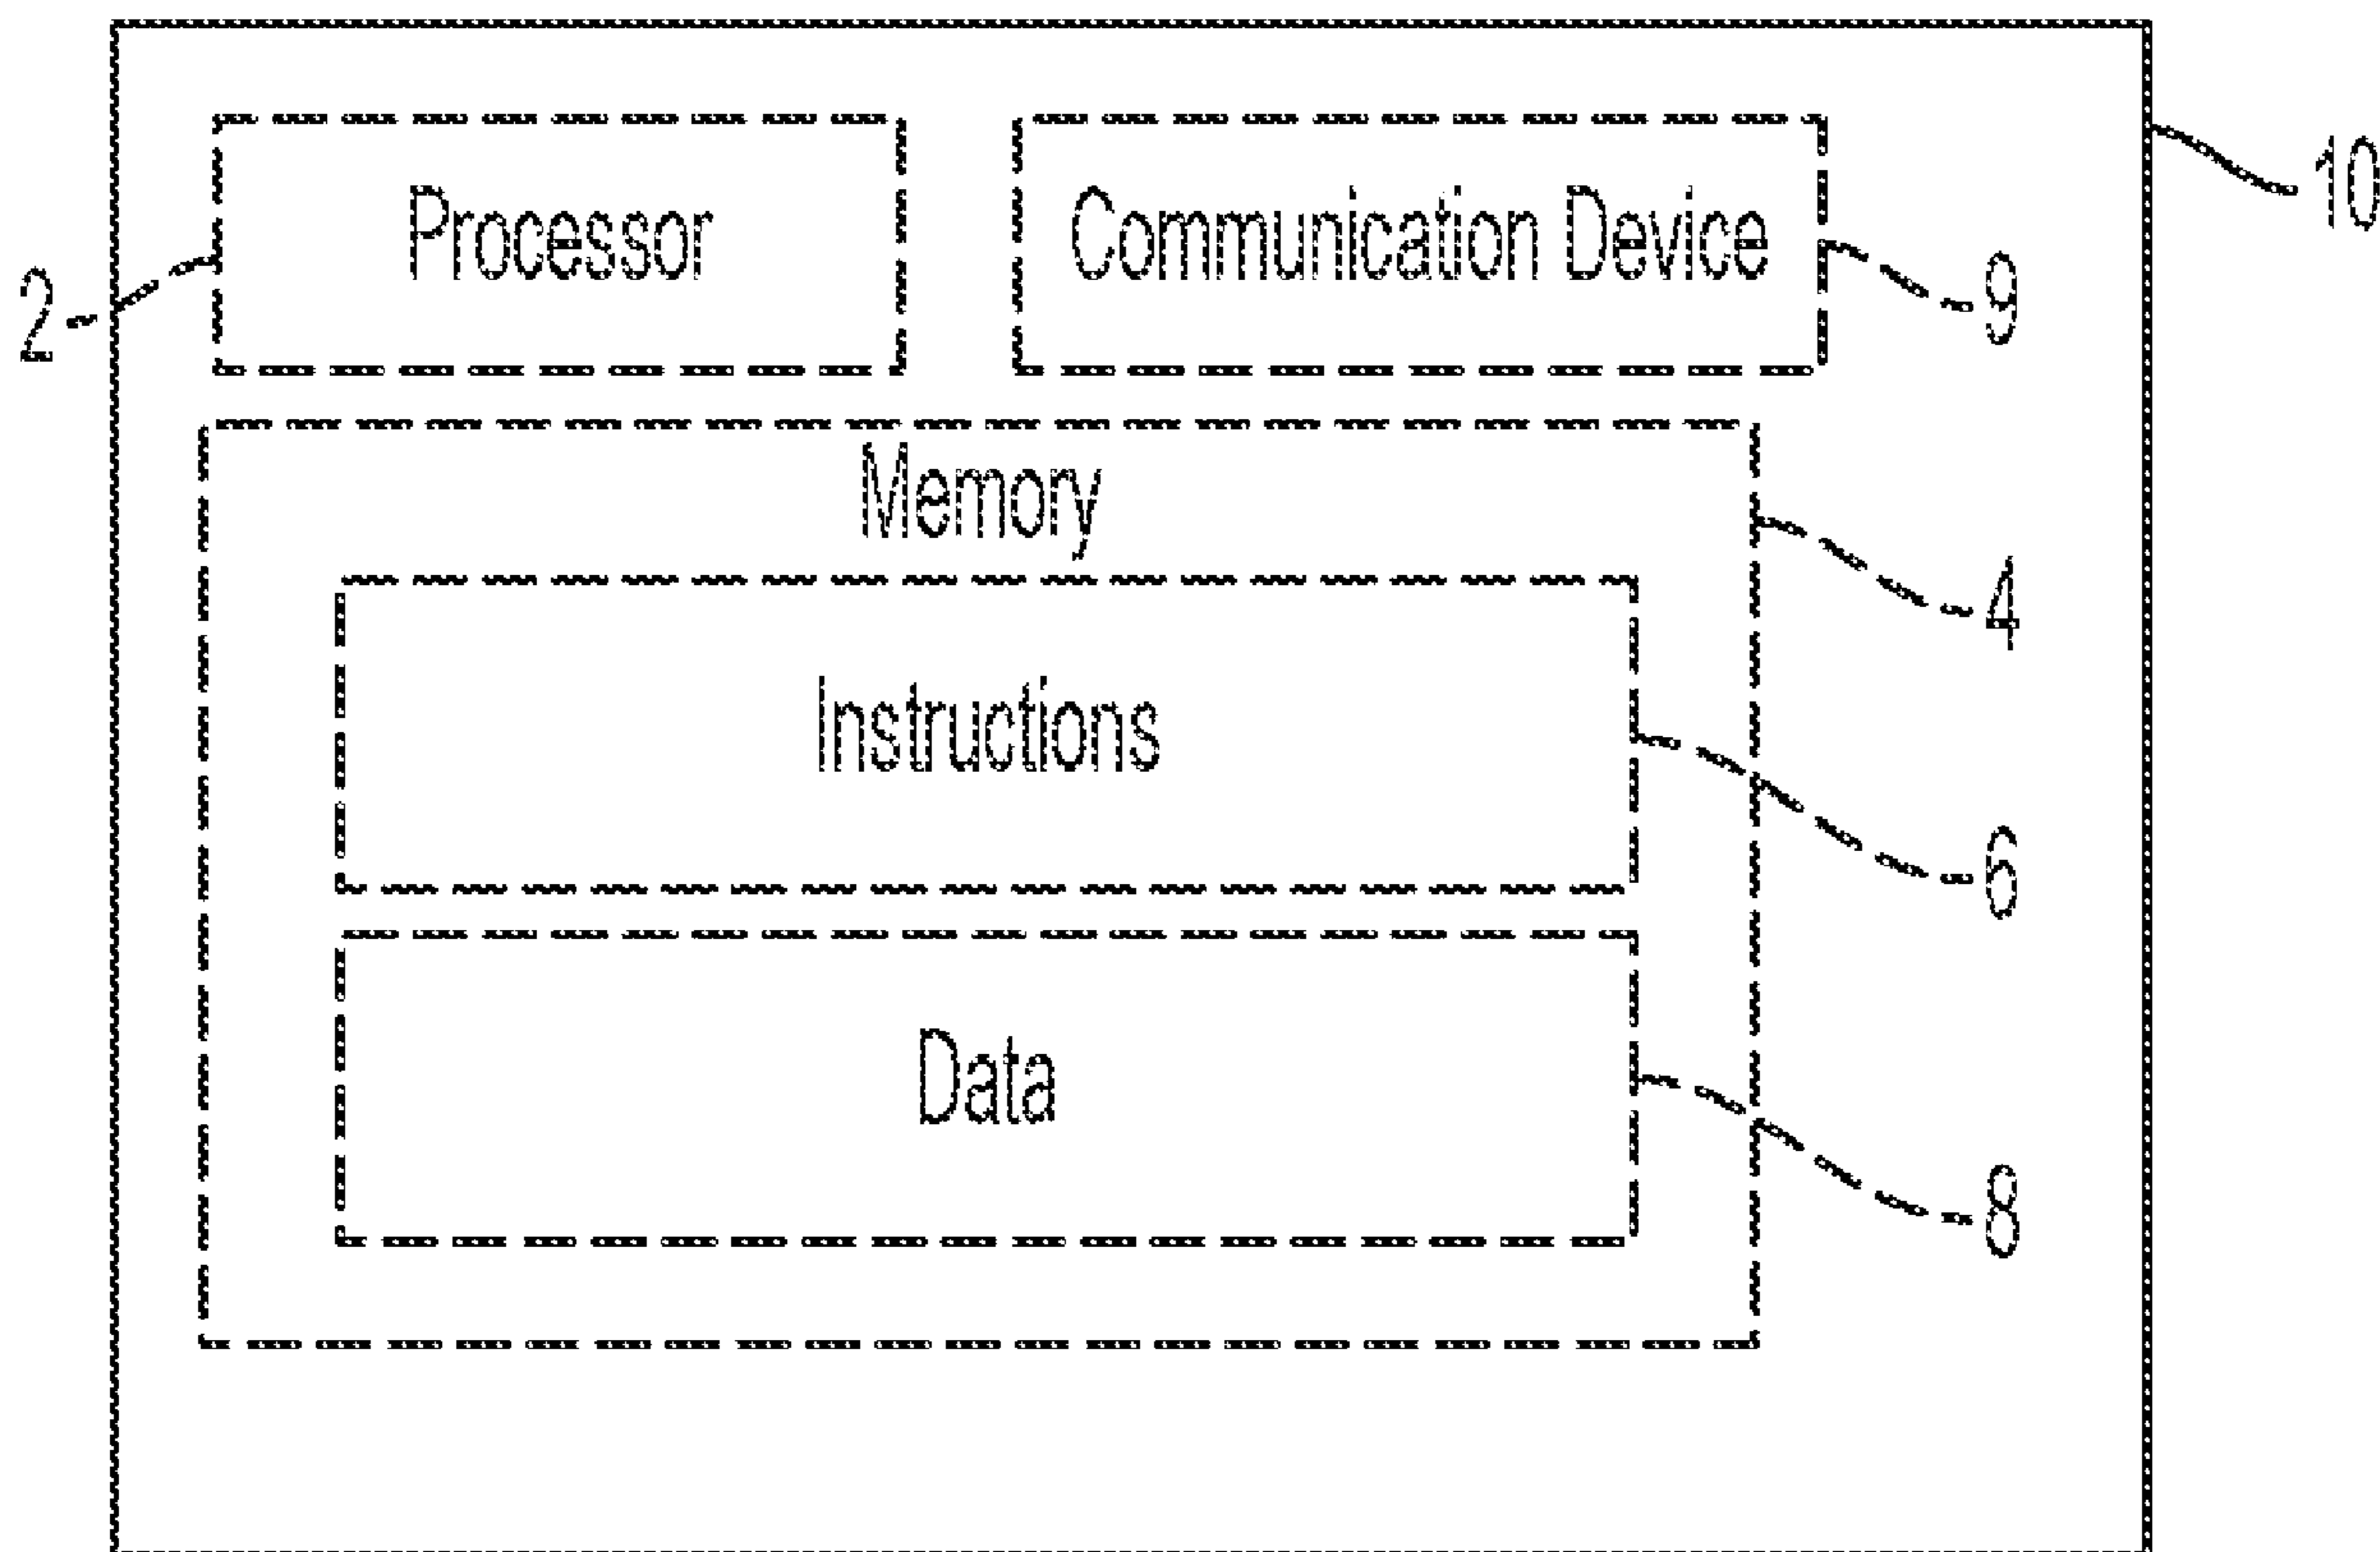 Processor
Communication Device
10
2
9
Memory
4
Instructions
6
Data
8